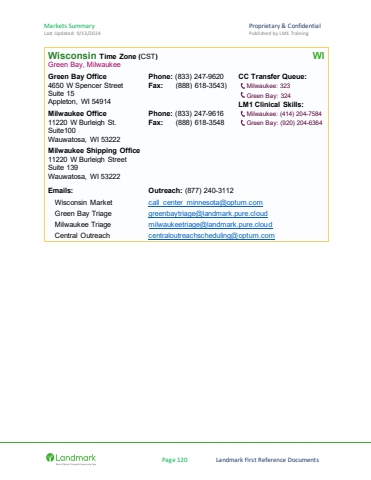 Markets Summary
Proprietary & Confidential
Last Updated: 9/13/2024
Published by LM1 Training
Wisconsin Time Zone (CST) WI
Green Bay, Milwaukee
Green Bay Office Phone: (833) 247-9620 CC Transfer Queue:
4650 W Spencer Street Fax: (888) 618-3543) Milwaukee: 323
Suite 15 Green Bay: 324
Appleton, WI 54914 LM1 Clinical Skills:
Milwaukee Office Phone: (833) 247-9616 Milwaukee: (414) 204-7584
11220 W Burleigh St. Fax: (888) 618-3548 Green Bay: (920) 204-6364
Suite100
Wauwatosa, WI 53222
Milwaukee Shipping Office
11220 W Burleigh Street
Suite 139
Wauwatosa, WI 53222
Emails: Outreach: (877) 240-3112
Wisconsin Market call_center_minnesota@optum.com
Green Bay Triage greenbaytriage@landmark.pure.cloud
Milwaukee Triage milwaukeetriage@landmark.pure.cloud
Central Outreach centraloutreachscheduling@optum.com
Landmark
Page 120
Landmark First Reference Documents